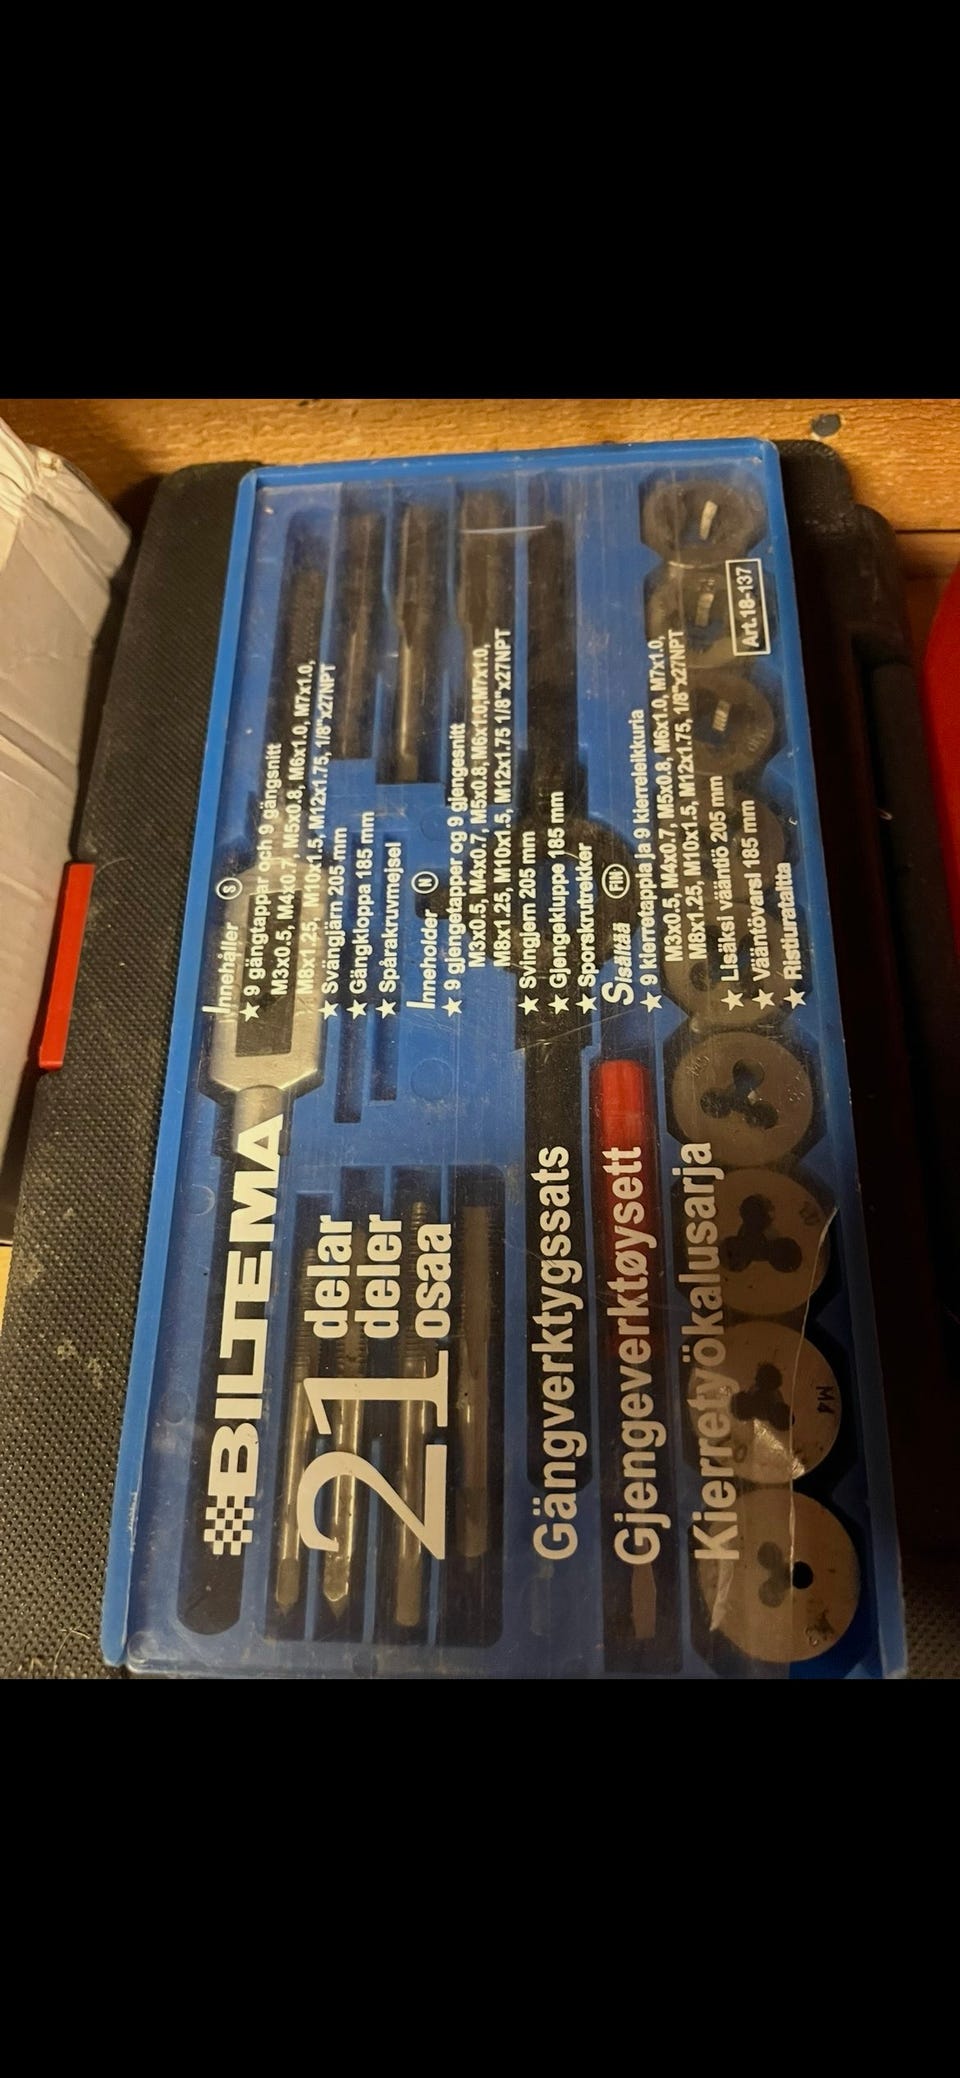 BILTEMA
21 delar
deler
osaa
Gängverktygssats
Gjengeverktøysett
Kierretyökalusarja
Innehåller S
★ 9 gängtappar och 9 gängsnitt
M3x0.5, M4x0.7, M5x0.8, M6x1.0, M7x1.0,
M8x1.25, M10x1.5, M12x1.75, 1/8"x27NPT
★ Svängjärn 205 mm
★ Gängkloppa 185 mm
★ Spårskruvmejsel
Inneholder N
★ 9 gjengetapper og 9 gjengesnitt
M3x0.5, M4x0.7, M5x0.8, M6x1.0,M7x1.0,
M8x1.25, M10x1.5, M12x1.75 1/8"x27NPT
★ Svingjern 205 mm
★ Gjengekluppe 185 mm
★ Sporskrutrekker
Sisältää FIN
★ 9 kierretappia ja 9 kierreleikkuria
M3x0.5, M4x0.7, M5x0.8, M6x1.0, M7x1.0,
M8x1.25, M10x1.5, M12x1.75, 1/8"x27NPT
★ Lisäksi vääntiö 205 mm
★ Vääntövarsi 185 mm
★ Ristiurataltta
Art.18-137
M4